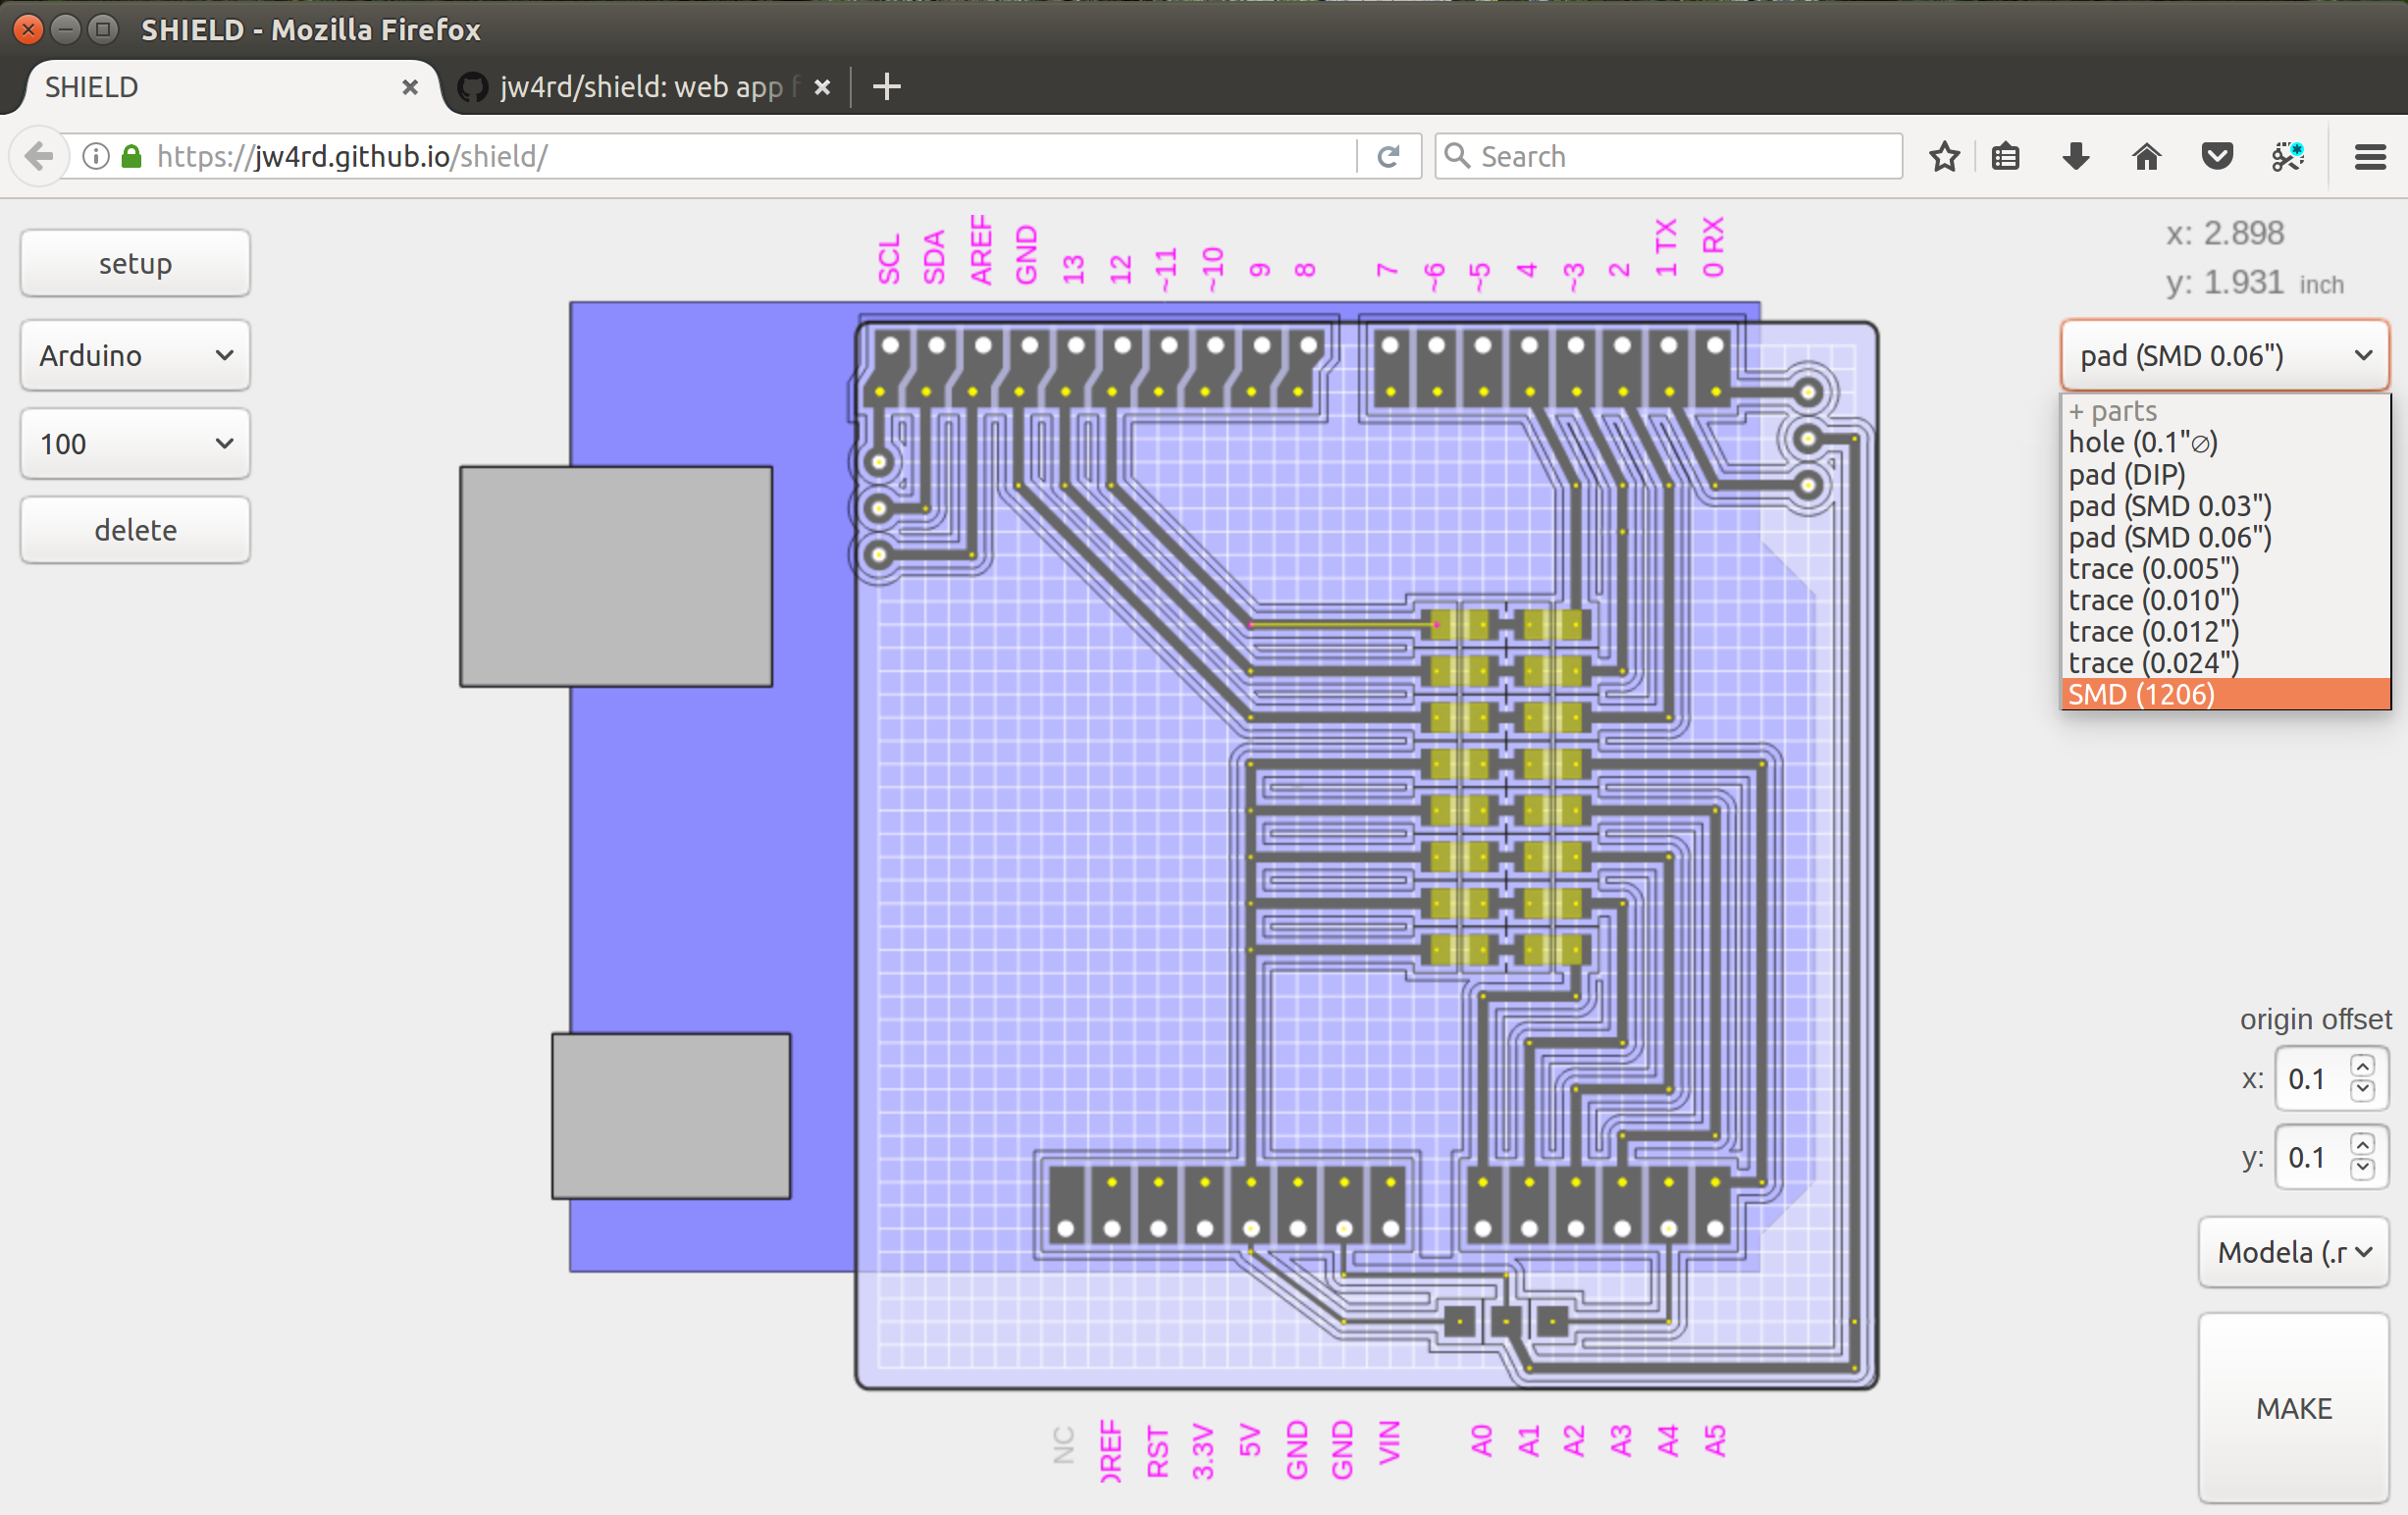 SHIELD - Mozilla Firefox
SHIELD
jw4rd/shield: web app f
https://jw4rd.github.io/shield/
Search
setup
Arduino
100
delete
SCL
SDA
AREF
GND
13
12
~11
~10
9
8
7
~6
~5
4
~3
2
1 TX
0 RX
x: 2.898
y: 1.931 inch
pad (SMD 0.06")
+ parts
hole (0.1"∅)
pad (DIP)
pad (SMD 0.03")
pad (SMD 0.06")
trace (0.005")
trace (0.010")
trace (0.012")
trace (0.024")
SMD (1206)
origin offset
x: 0.1
y: 0.1
Modela (.r
MAKE
NC
OREF
RST
3.3V
5V
GND
GND
VIN
A0
A1
A2
A3
A4
A5